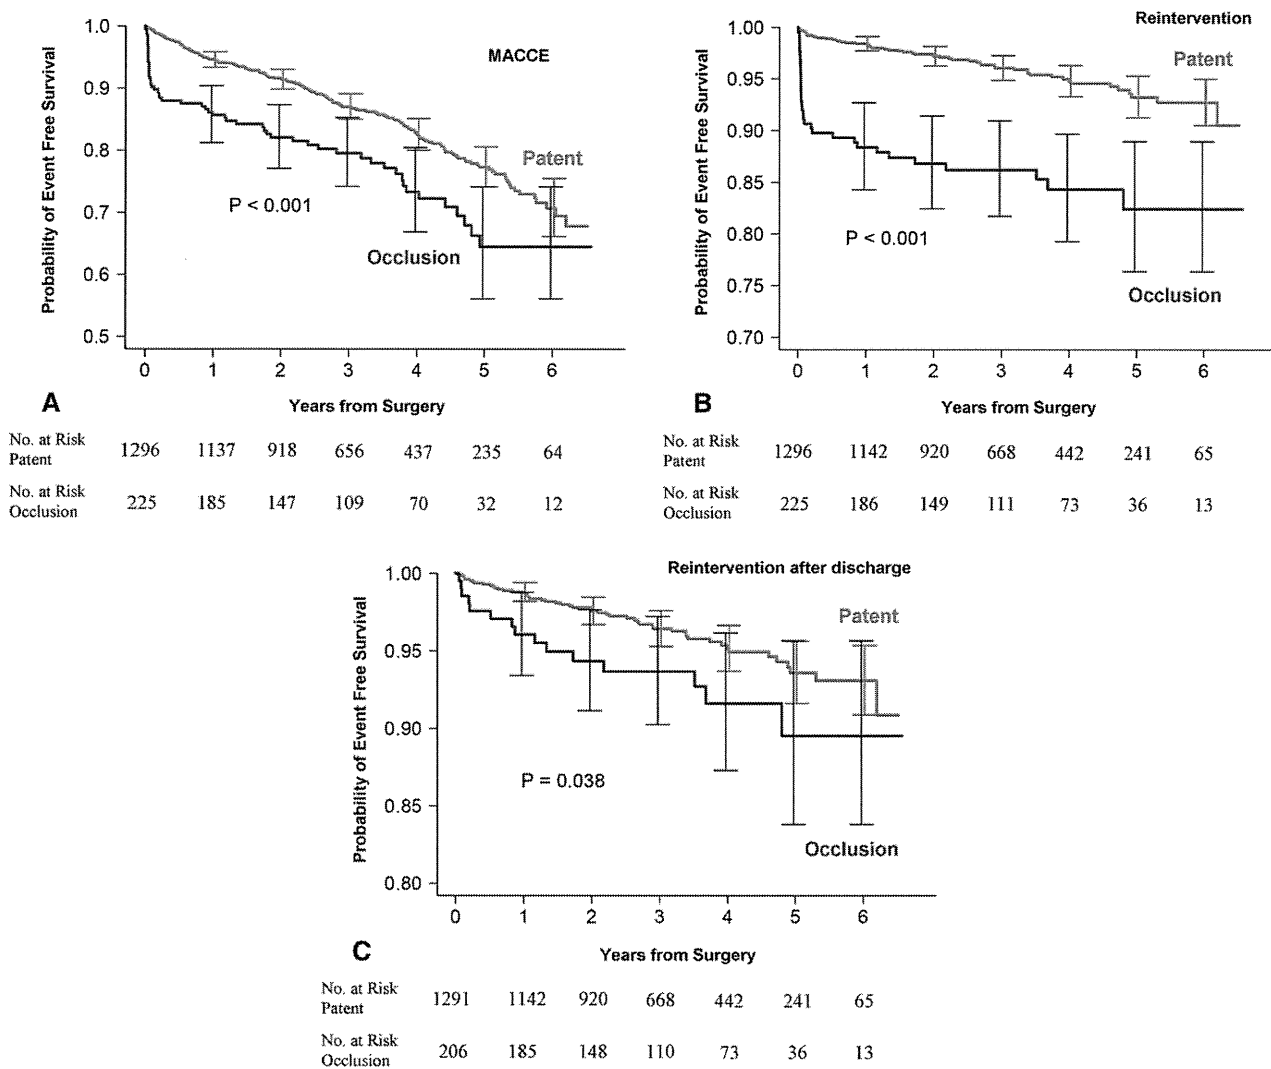 MACCE
Probability of Event Free Survival
1.0
0.9
0.8
0.7
0.6
0.5
Patent
P < 0.001
Occlusion
0 1 2 3 4 5 6
Years from Surgery
A
No. at Risk
Patent
1296 1137 918 656 437 235 64
No. at Risk
Occlusion
225 185 147 109 70 32 12
Reintervention
Probability of Event Free Survival
1.00
0.95
0.90
0.85
0.80
0.75
0.70
Patent
P < 0.001
Occlusion
0 1 2 3 4 5 6
Years from Surgery
B
No. at Risk
Patent
1296 1142 920 668 442 241 65
No. at Risk
Occlusion
225 186 149 111 73 36 13
Reintervention after discharge
Probability of Event Free Survival
1.00
0.95
0.90
0.85
0.80
Patent
P = 0.038
Occlusion
0 1 2 3 4 5 6
Years from Surgery
C
No. at Risk
Patent
1291 1142 920 668 442 241 65
No. at Risk
Occlusion
206 185 148 110 73 36 13